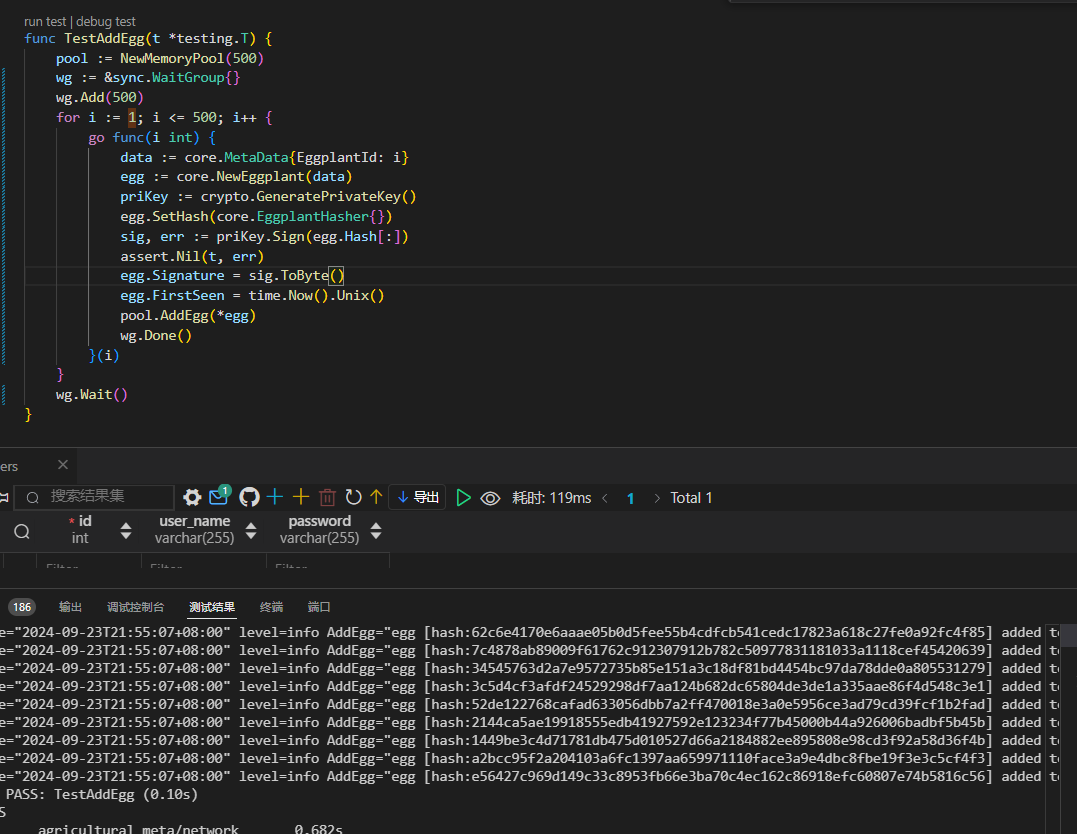 run test | debug test
func TestAddEgg(t *testing.T) {
pool := NewMemoryPool(500)
wg := &sync.WaitGroup{}
wg.Add(500)
for i := 1; i <= 500; i++ {
go func(i int) {
data := core.MetaData{EggplantId: i}
egg := core.NewEggplant(data)
priKey := crypto.GeneratePrivateKey()
egg.SetHash(core.EggplantHasher{})
sig, err := priKey.Sign(egg.Hash[:])
assert.Nil(t, err)
egg.Signature = sig.ToByte()
egg.FirstSeen = time.Now().Unix()
pool.AddEgg(*egg)
wg.Done()
}(i)
}
wg.Wait()
}
ers
搜索结果集 1 导出 耗时: 119ms 1 Total 1
* id user_name password
int varchar(255) varchar(255)
Filter Filter Filter
186 输出 调试控制台 测试结果 终端 端口
e="2024-09-23T21:55:07+08:00" level=info AddEgg="egg [hash:62c6e4170e6aaae05b0d5fee55b4cdfcb541cedc17823a618c27fe0a92fc4f85] added to
e="2024-09-23T21:55:07+08:00" level=info AddEgg="egg [hash:7c4878ab89009f61762c912307912b782c50977831181033a1118cef45420639] added to
e="2024-09-23T21:55:07+08:00" level=info AddEgg="egg [hash:34545763d2a7e9572735b85e151a3c18df81bd4454bc97da78dde0a805531279] added to
e="2024-09-23T21:55:07+08:00" level=info AddEgg="egg [hash:3c5d4cf3afdf24529298df7aa124b682dc65804de3de1a335aae86f4d548c3e1] added to
e="2024-09-23T21:55:07+08:00" level=info AddEgg="egg [hash:52de122768cafad633056dbb7a2ff470018e3a0e5956ce3ad79cd39fcf1b2fad] added to
e="2024-09-23T21:55:07+08:00" level=info AddEgg="egg [hash:2144ca5ae19918555edb41927592e123234f77b45000b44a926006badbf5b45b] added to
e="2024-09-23T21:55:07+08:00" level=info AddEgg="egg [hash:1449be3c4d71781db475d010527d66a2184882ee895808e98cd3f92a58d36f4b] added to
e="2024-09-23T21:55:07+08:00" level=info AddEgg="egg [hash:a2bcc95f2a204103a6fc1397aa659971110face3a9e4dbc8fbe19f3e3c5cf4f3] added to
e="2024-09-23T21:55:07+08:00" level=info AddEgg="egg [hash:e56427c969d149c33c8953fb66e3ba70c4ec162c86918efc60807e74b5816c56] added to
PASS: TestAddEgg (0.10s)
S
agricultural_meta/network 0.682s